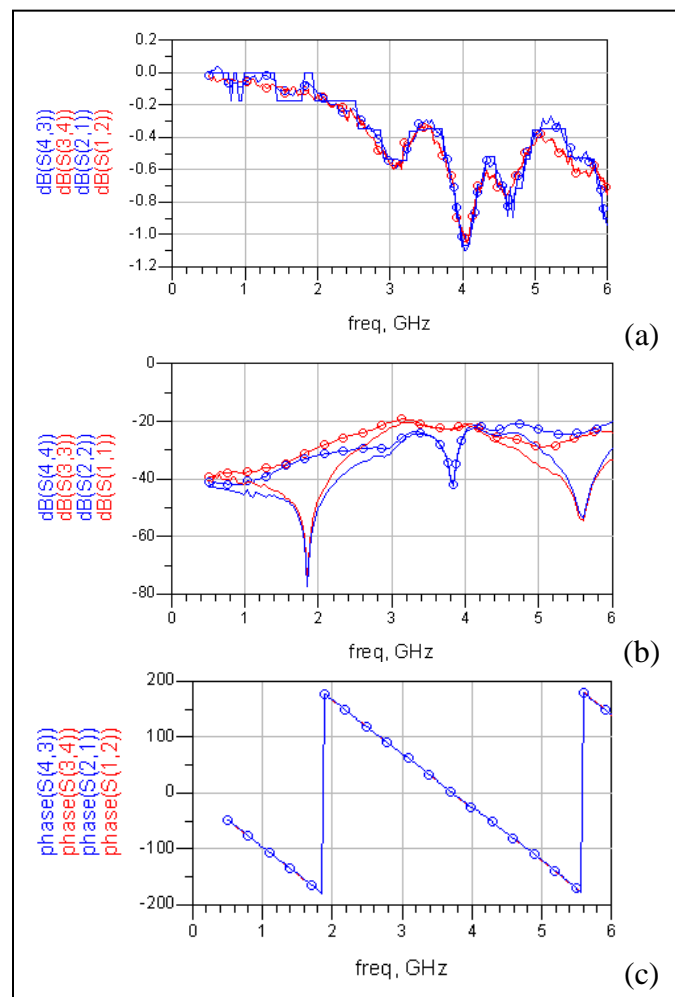 dB(S(4,3))
dB(S(3,4))
dB(S(2,1))
dB(S(1,2))
0.2
0.0
-0.2
-0.4
-0.6
-0.8
-1.0
-1.2
0 1 2 3 4 5 6
freq, GHz
(a)
dB(S(4,4))
dB(S(3,3))
dB(S(2,2))
dB(S(1,1))
0
-20
-40
-60
-80
0 1 2 3 4 5 6
freq, GHz
(b)
phase(S(4,3))
phase(S(3,4))
phase(S(2,1))
phase(S(1,2))
200
100
0
-100
-200
0 1 2 3 4 5 6
freq, GHz
(c)